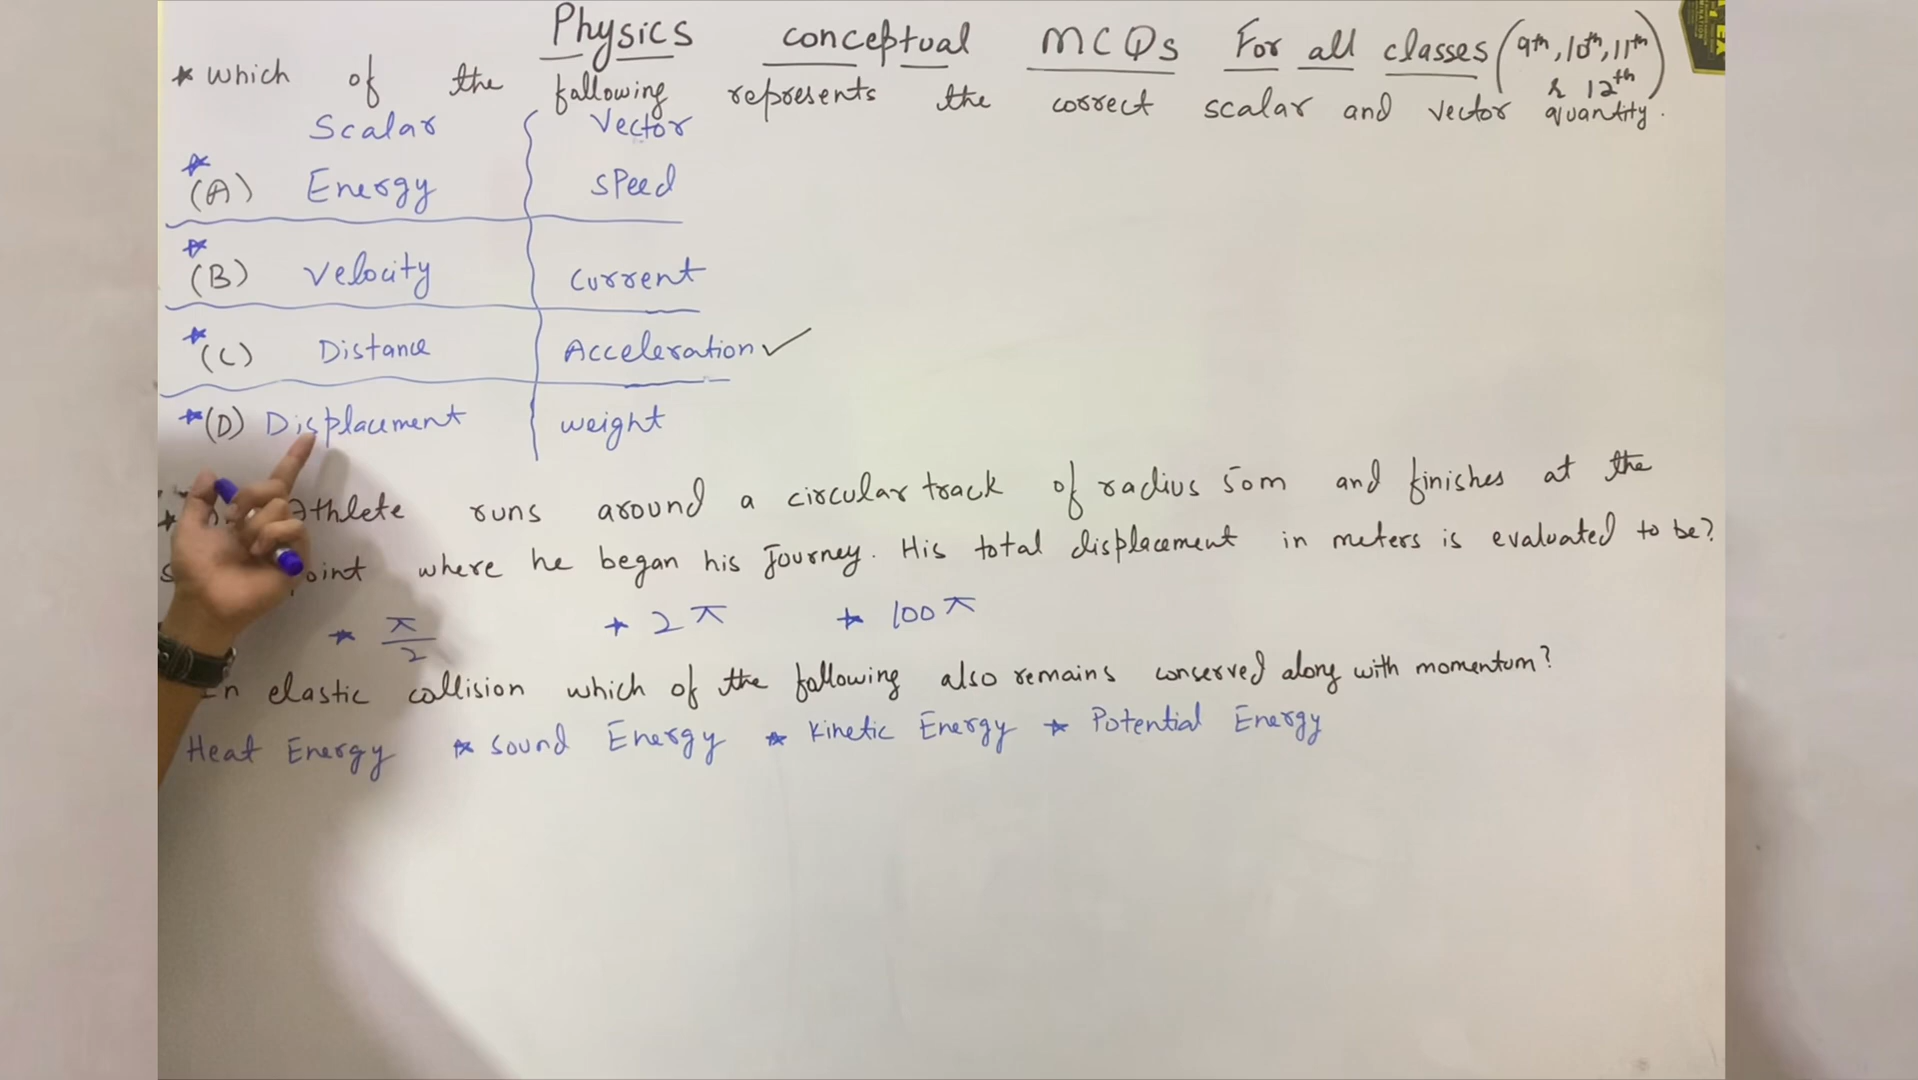 Physics conceptual MCQs For all classes (9th, 10th, 11th & 12th)
* which of the following represents the correct scalar and vector quantity.
Scalar Vector
* (A) Energy speed
* (B) Velocity Current
* (C) Distance Acceleration ✓
* (D) Displacement weight
* Athlete runs around a circular track of radius 50m and finishes at the
where he began his Journey. His total displacement in meters is evaluated to be?
* π/2 * 2π * 100π
In elastic collision which of the following also remains conserved along with momentum?
Heat Energy * Sound Energy * Kinetic Energy * Potential Energy